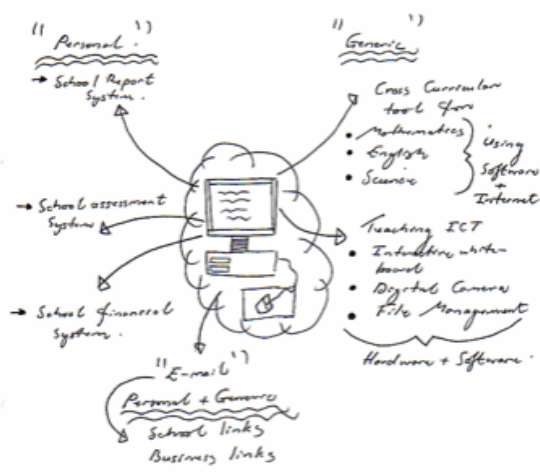 "Personal."
→ School Report
System.
→ School assessment
System
→ School financial
System.
"Generic"
Cross Curricular
tool for
• Mathematics
• English
• Science
Using
Software
+
Internet
Teaching ICT
• Interactive white-
board
• Digital Camera
• File Management
Hardware + Software.
"E-mail"
Personal + Generic
School links
Business links